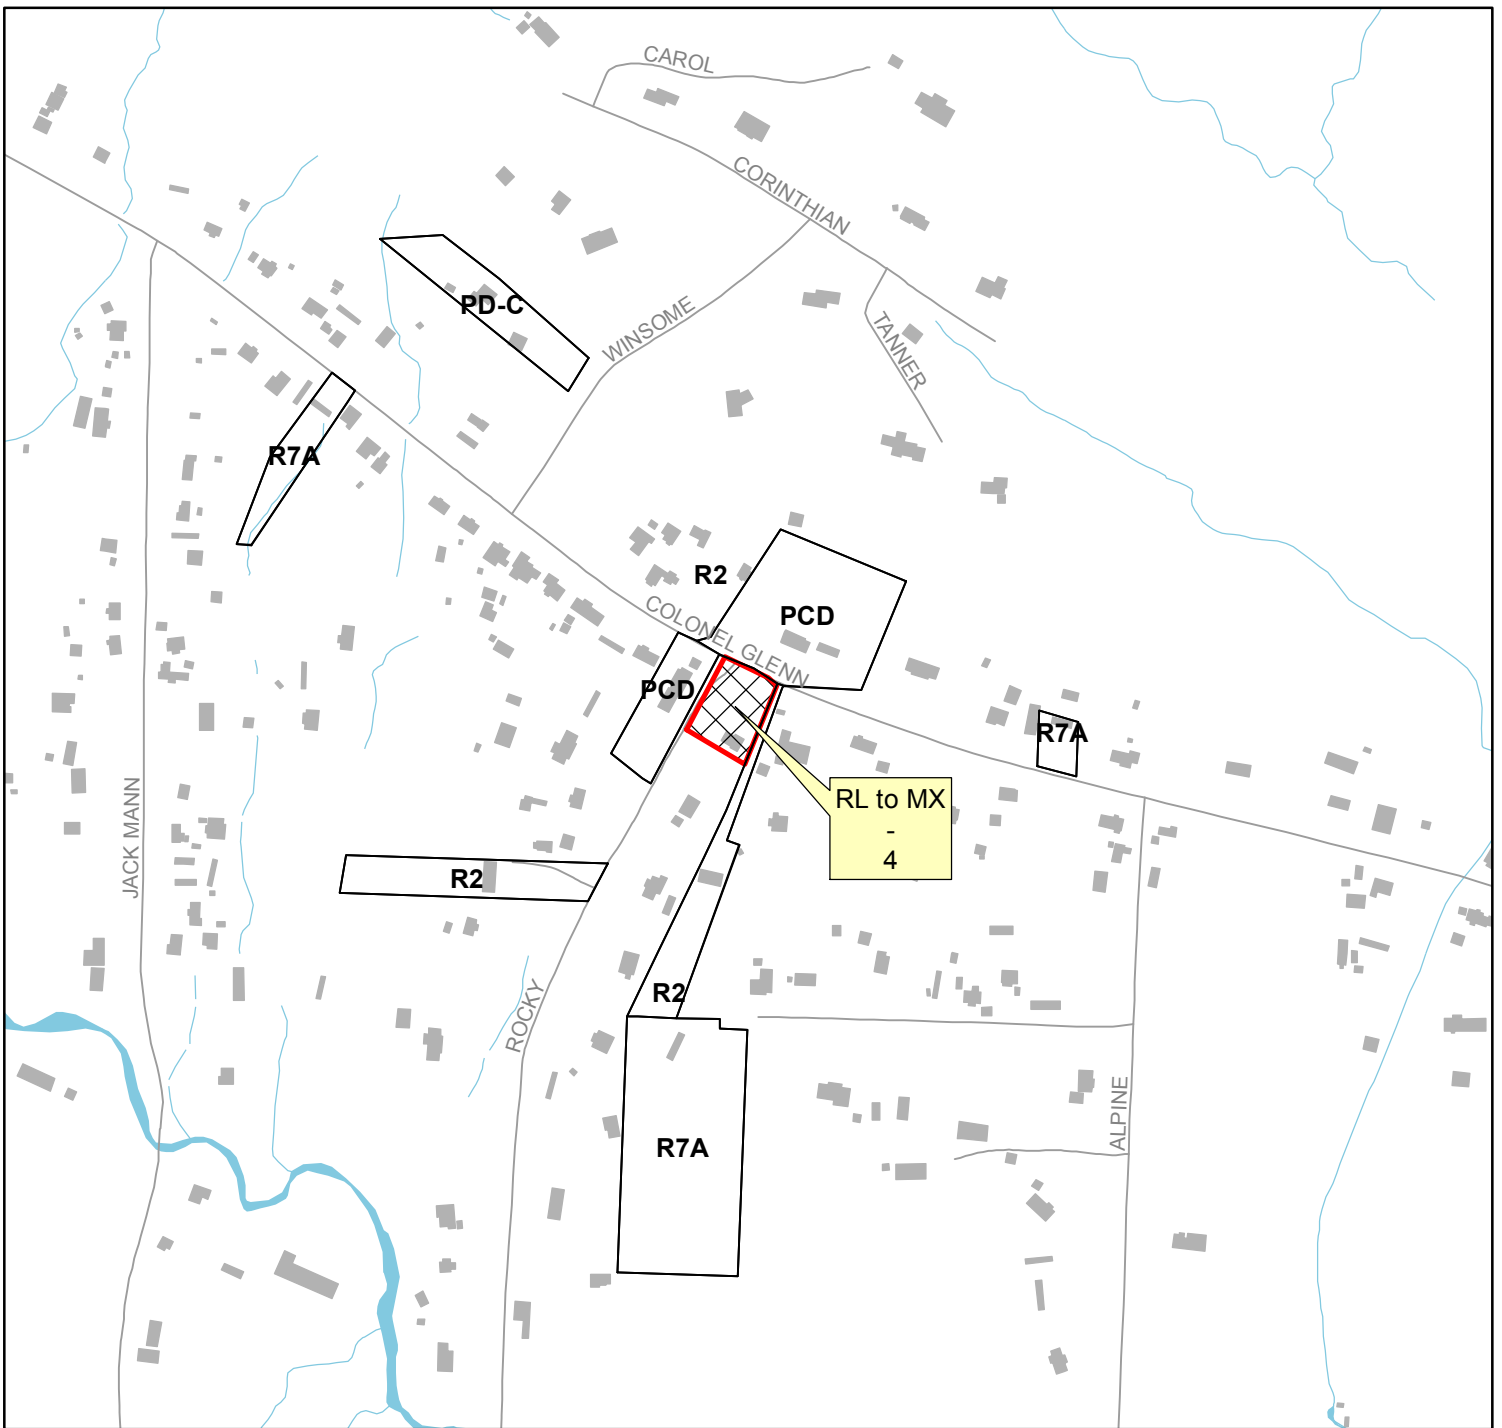 CAROL
CORINTHIAN
PD-C
WINSOME
TANNER
R7A
R2
COLONEL GLENN
PCD
PCD
R7A
RL to MX
-
4
JACK MANN
R2
R2
ROCKY
ALPINE
R7A